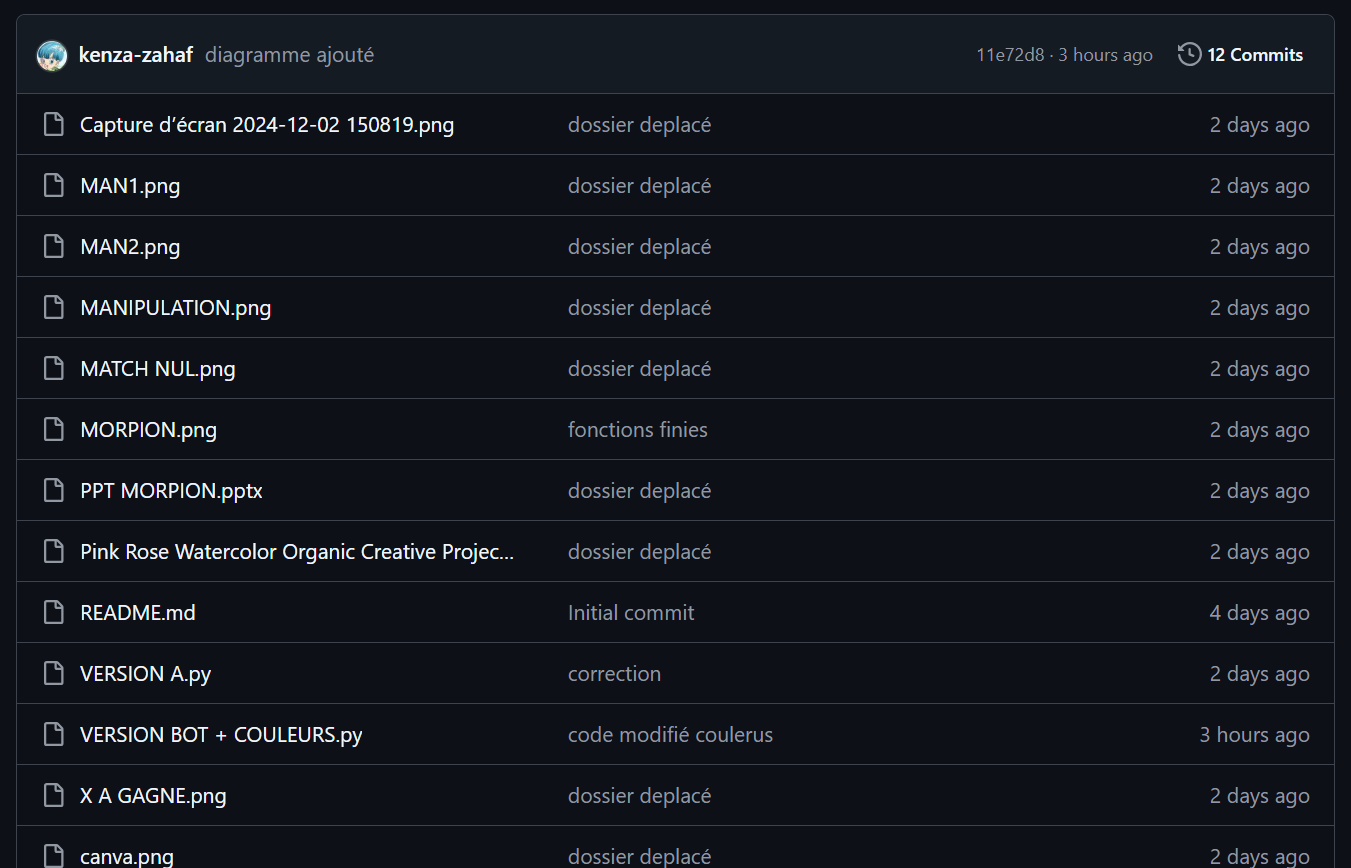 kenza-zahaf diagramme ajouté 11e72d8 · 3 hours ago 12 Commits
Capture d’écran 2024-12-02 150819.png dossier deplacé 2 days ago
MAN1.png dossier deplacé 2 days ago
MAN2.png dossier deplacé 2 days ago
MANIPULATION.png dossier deplacé 2 days ago
MATCH NUL.png dossier deplacé 2 days ago
MORPION.png fonctions finies 2 days ago
PPT MORPION.pptx dossier deplacé 2 days ago
Pink Rose Watercolor Organic Creative Projec... dossier deplacé 2 days ago
README.md Initial commit 4 days ago
VERSION A.py correction 2 days ago
VERSION BOT + COULEURS.py code modifié coulerus 3 hours ago
X A GAGNE.png dossier deplacé 2 days ago
canva.png dossier deplacé 2 days ago